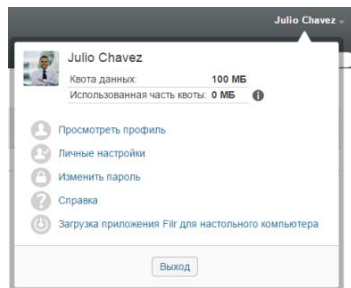 Julio Chavez
Julio Chavez
Квота данных: 100 МБ
Использованная часть квоты: 0 МБ
Просмотреть профиль
Личные настройки
Изменить пароль
Справка
Загрузка приложения Filr для настольного компьютера
Выход